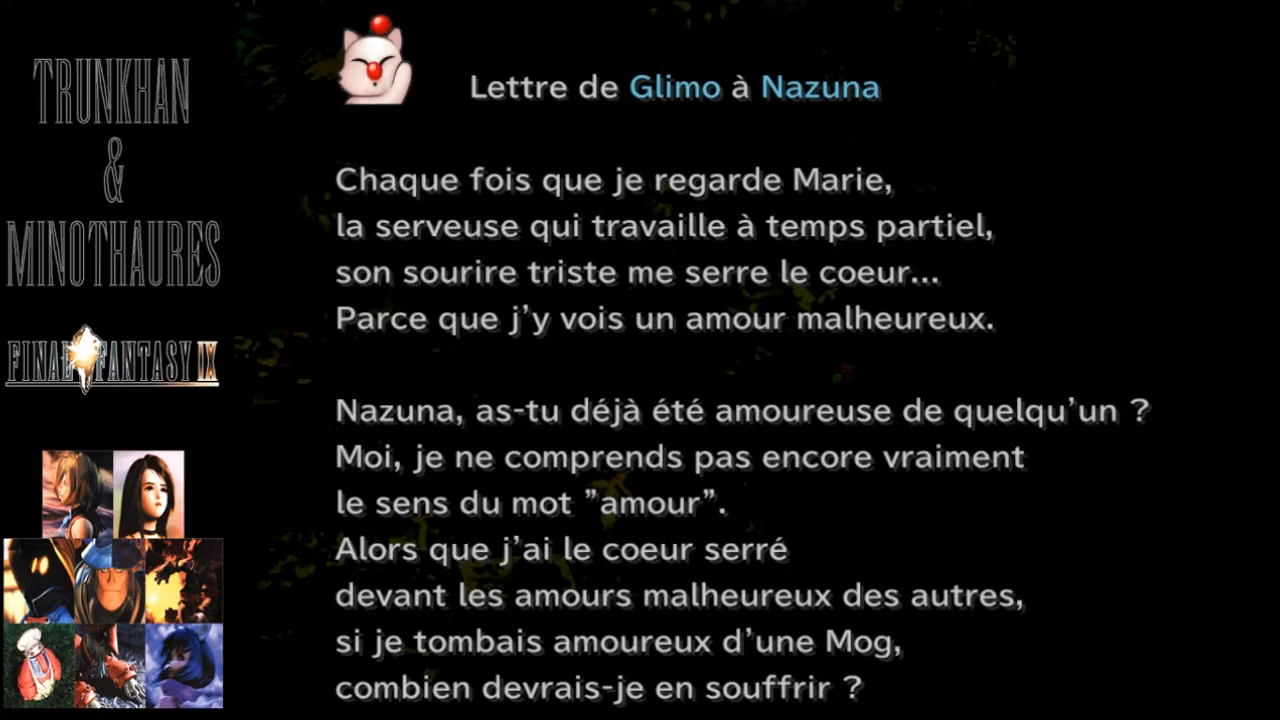 TRUNKHAN
&
MINOTHAURES
FINAL FANTASY IX
Lettre de Glimo à Nazuna
Chaque fois que je regarde Marie,
la serveuse qui travaille à temps partiel,
son sourire triste me serre le coeur...
Parce que j'y vois un amour malheureux.
Nazuna, as-tu déjà été amoureuse de quelqu'un ?
Moi, je ne comprends pas encore vraiment
le sens du mot "amour".
Alors que j'ai le coeur serré
devant les amours malheureux des autres,
si je tombais amoureux d'une Mog,
combien devrais-je en souffrir ?